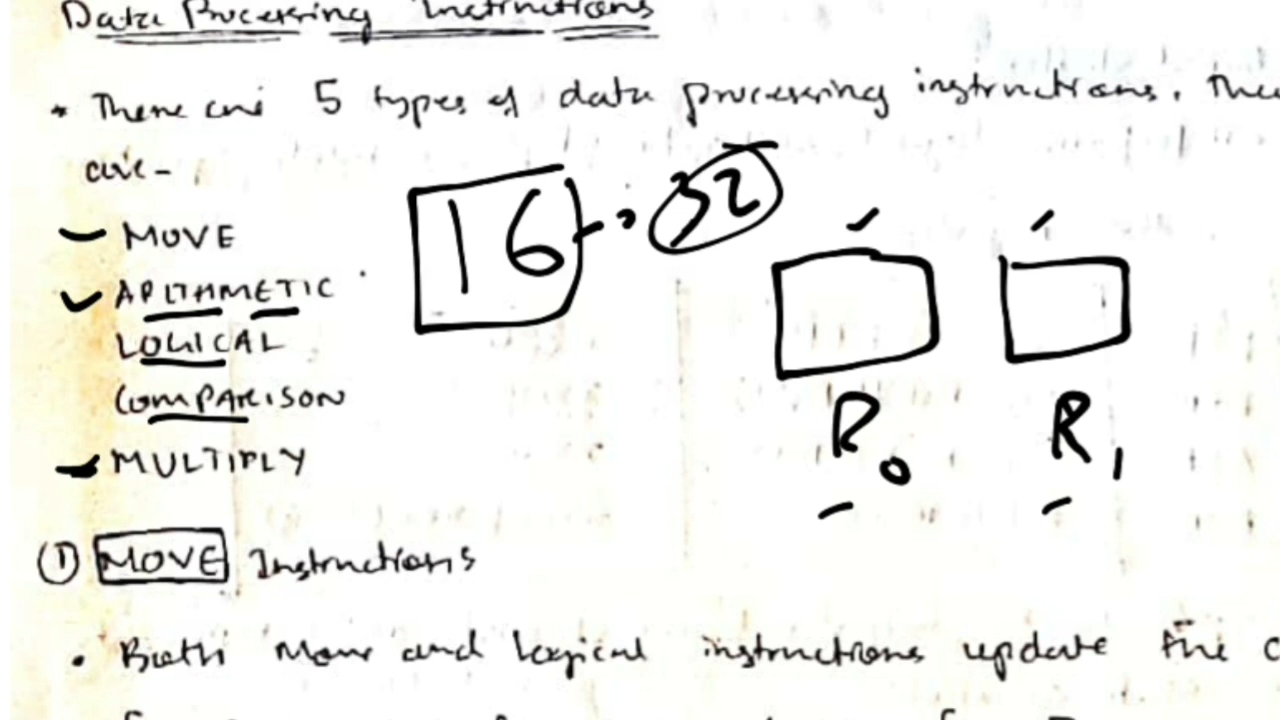 Data Processing Instructions
* There are 5 types of data processing instructions. The
are -
MOVE
ARITHMETIC
LOGICAL
COMPARISON
MULTIPLY
16 32
R0 R1
① MOVE Instructions
• Both Move and Logical instructions update the